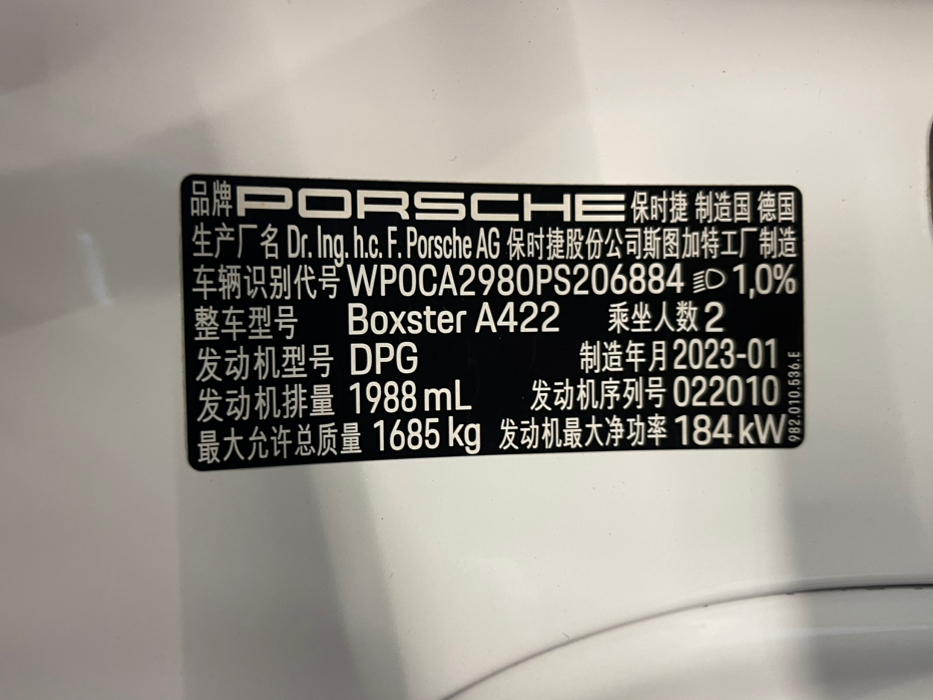 品牌 PORSCHE 保时捷 制造国 德国
生产厂名 Dr. Ing. h.c. F. Porsche AG 保时捷股份公司斯图加特工厂制造
车辆识别代号 WP0CA2980PS206884 1,0%
整车型号 Boxster A422 乘坐人数 2
发动机型号 DPG 制造年月 2023-01
发动机排量 1988 mL 发动机序列号 022010
最大允许总质量 1685 kg 发动机最大净功率 184 kW
982.010.536.E